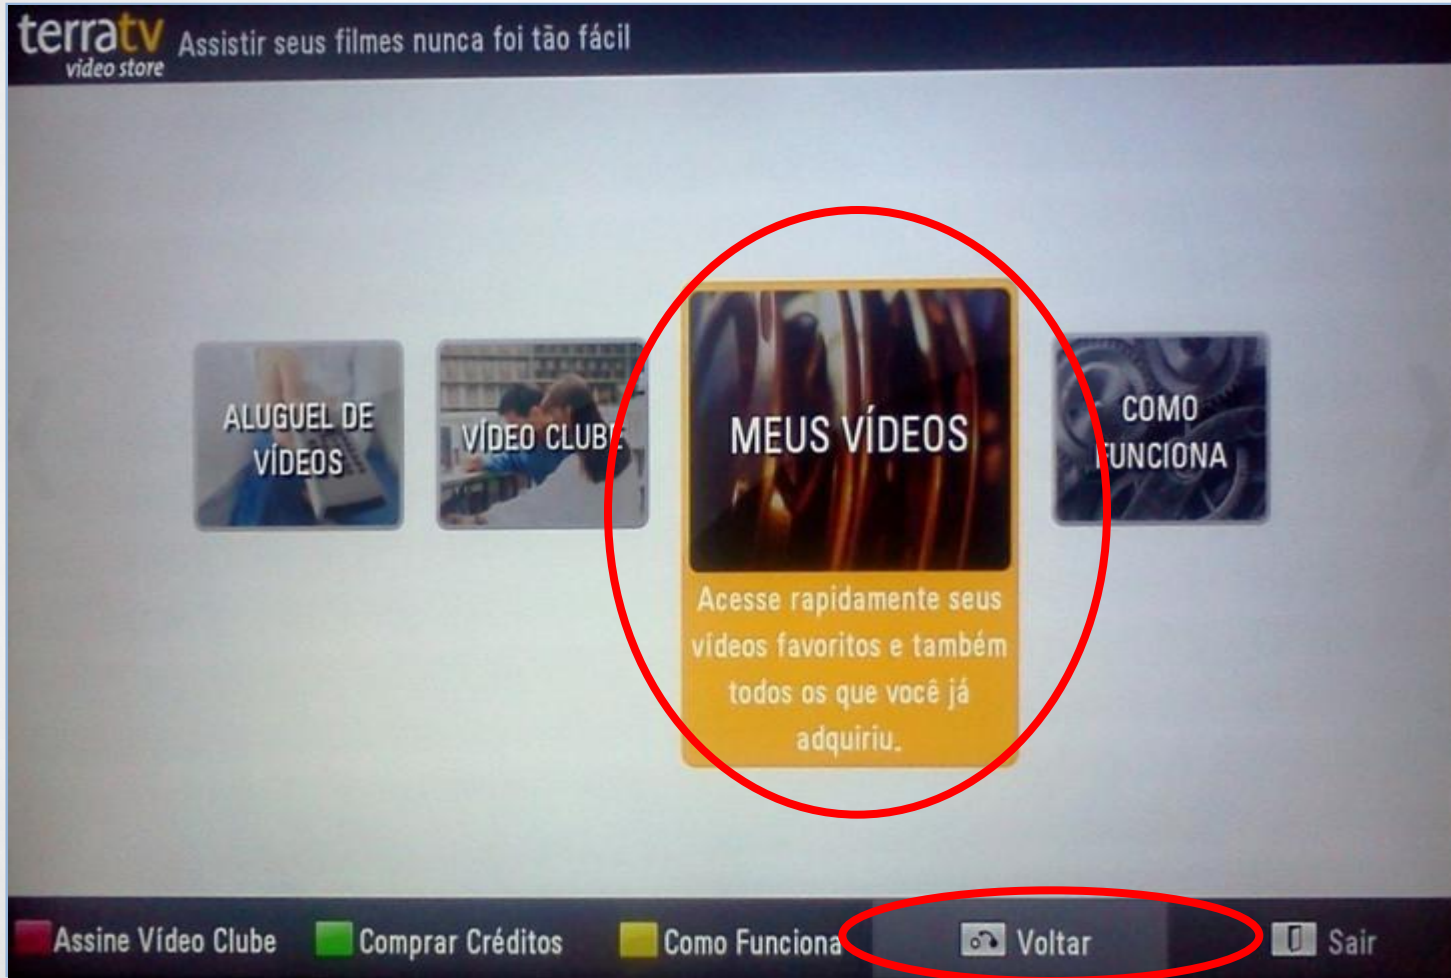 terratv
video store
Assistir seus filmes nunca foi tão fácil
ALUGUEL DE
VÍDEOS
VÍDEO CLUBE
MEUS VÍDEOS
COMO
FUNCIONA
Acesse rapidamente seus
vídeos favoritos e também
todos os que você já
adquiriu.
Assine Vídeo Clube
Comprar Créditos
Como Funciona
Voltar
Sair